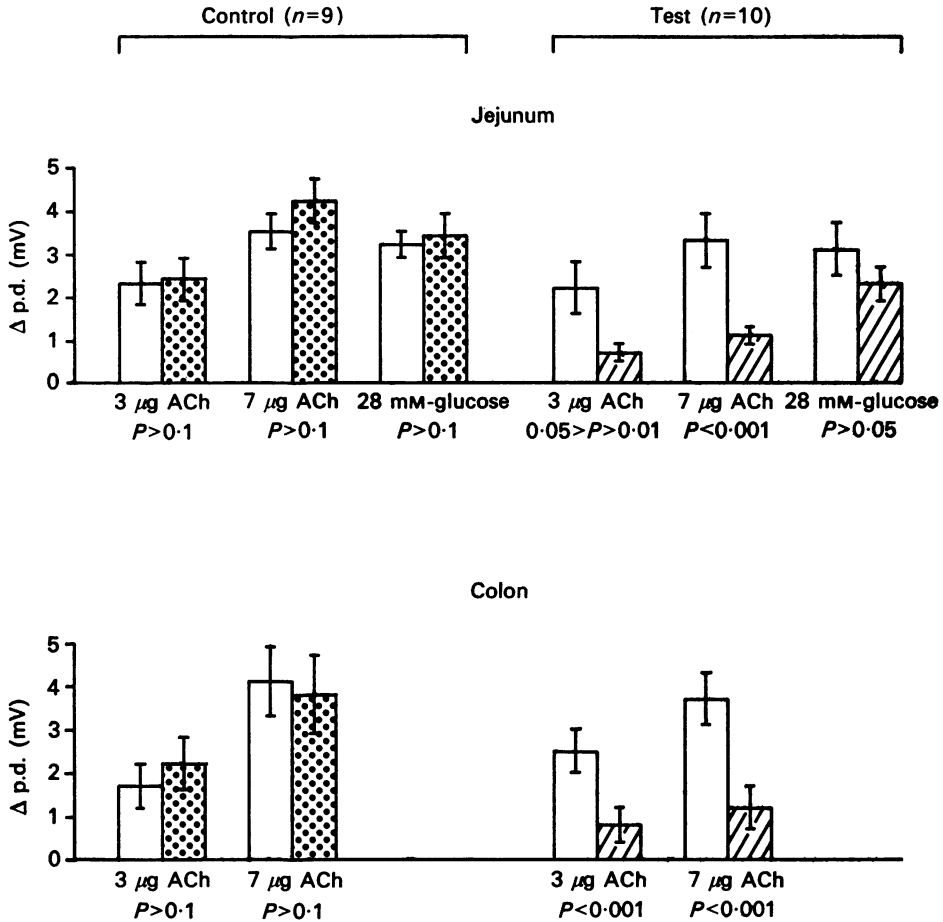 Control (n=9) Test (n=10)
Jejunum
Δ p.d. (mV)
5
4
3
2
1
0
3 μg ACh 7 μg ACh 28 mM-glucose 3 μg ACh 7 μg ACh 28 mM-glucose
P>0·1 P>0·1 P>0·1 0·05>P>0·01 P<0·001 P>0·05
Colon
Δ p.d. (mV)
5
4
3
2
1
0
3 μg ACh 7 μg ACh 3 μg ACh 7 μg ACh
P>0·1 P>0·1 P<0·001 P<0·001